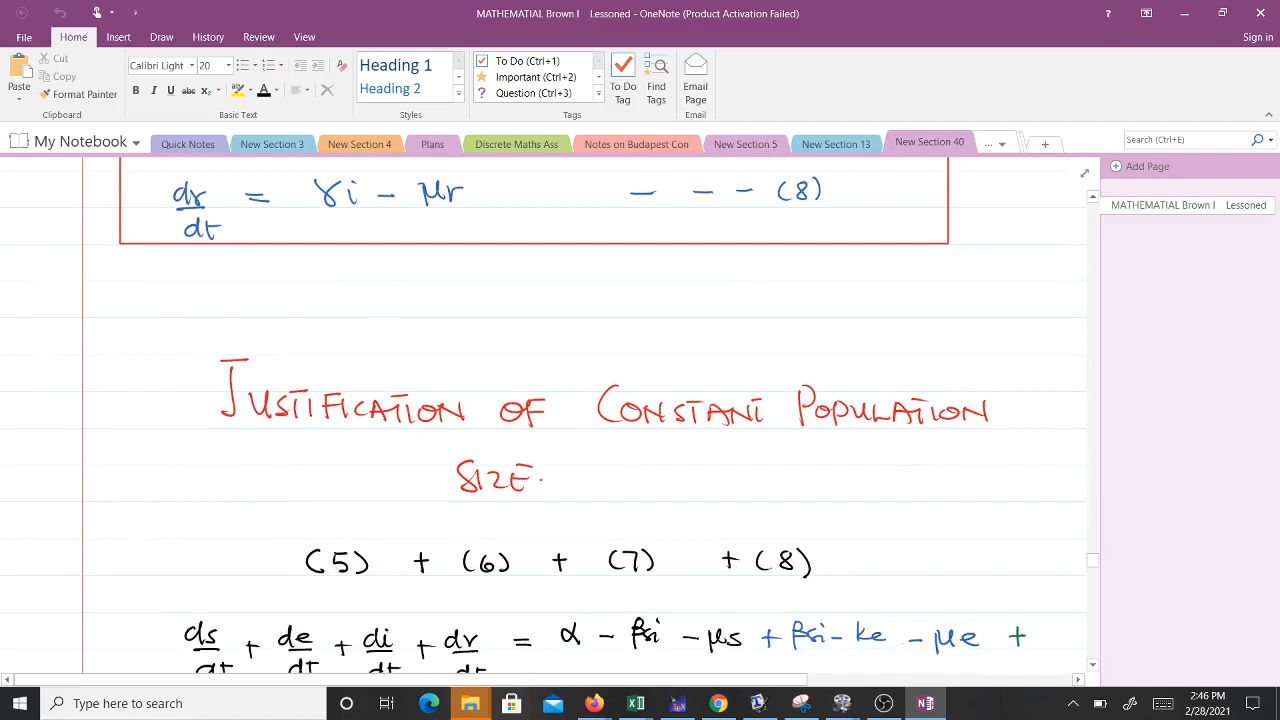 MATHEMATIAL Brown I Lessoned - OneNote (Product Activation Failed)
File Home Insert Draw History Review View Sign in
Paste Cut Copy Format Painter
Calibri Light 20
B I U abc X₂ A
Heading 1
Heading 2
To Do (Ctrl+1)
Important (Ctrl+2)
Question (Ctrl+3)
To Do Tag
Find Tags
Email Page
Clipboard Basic Text Styles Tags Email
My Notebook Quick Notes New Section 3 New Section 4 Plans Discrete Maths Ass Notes on Budapest Con New Section 5 New Section 13 New Section 40 ... Search (Ctrl+E)
Add Page
MATHEMATIAL Brown I Lessoned
dr/dt = γi - μr - - - (8)
JUSTIFICATION OF CONSTANT POPULATION
SIZE.
(5) + (6) + (7) + (8)
ds/dt + de/dt + di/dt + dr/dt = α - βsi - μs + βsi - ke - μe +
Type here to search
2:46 PM
2/28/2021